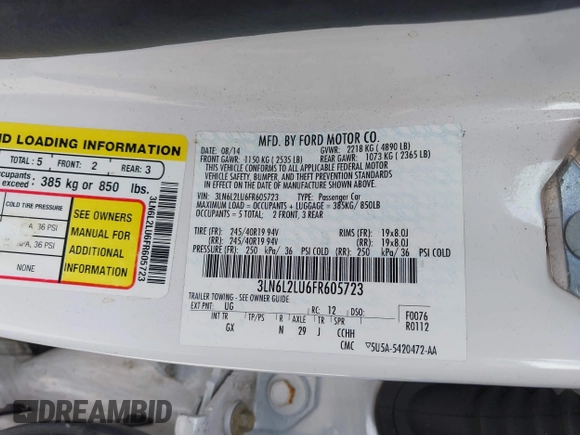 ND LOADING INFORMATION
TOTAL: 5 FRONT: 2 REAR: 3
cupants
exceed: 385 kg or 850 lbs.
COLD TIRE PRESSURE
A, 36 PSI
A, 36 PSI
NONE
SEE OWNERS
MANUAL FOR
ADDITIONAL
INFORMATION
3LN6L2LU6FR605723
MFD. BY FORD MOTOR CO.
DATE: 08/14 GVWR: 2218 KG ( 4890 LB)
FRONT GAWR: 1150 KG ( 2535 LB) REAR GAWR: 1073 KG ( 2365 LB)
THIS VEHICLE CONFORMS TO ALL APPLICABLE FEDERAL MOTOR
VEHICLE SAFETY, BUMPER, AND THEFT PREVENTION STANDARDS
IN EFFECT ON THE DATE OF MANUFACTURE SHOWN ABOVE.
VIN: 3LN6L2LU6FR605723 TYPE: Passenger Car
MAXIMUM LOAD = OCCUPANTS + LUGGAGE = 385KG/ 850LB
OCCUPANTS = 5 TOTAL: 2 FRONT, 3 REAR
TIRE (FR): 245/40R19 94V RIMS (FR): 19x8.0J
(RR): 245/40R19 94V (RR): 19x8.0J
PRESSURE (FR): 250 kPa/ 36 PSI COLD (RR): 250 kPa/ 36 PSI COLD
3LN6L2LU6FR605723
TRAILER TOWING - SEE OWNER GUIDE
EXT PNT: UG RC: 12 DSO: F0076
INT TR TP/PS R AXLE TR SPR R0112
GX N 29 J CCHH
CMC ▽5U5A-5420472-AA
DREAMBID